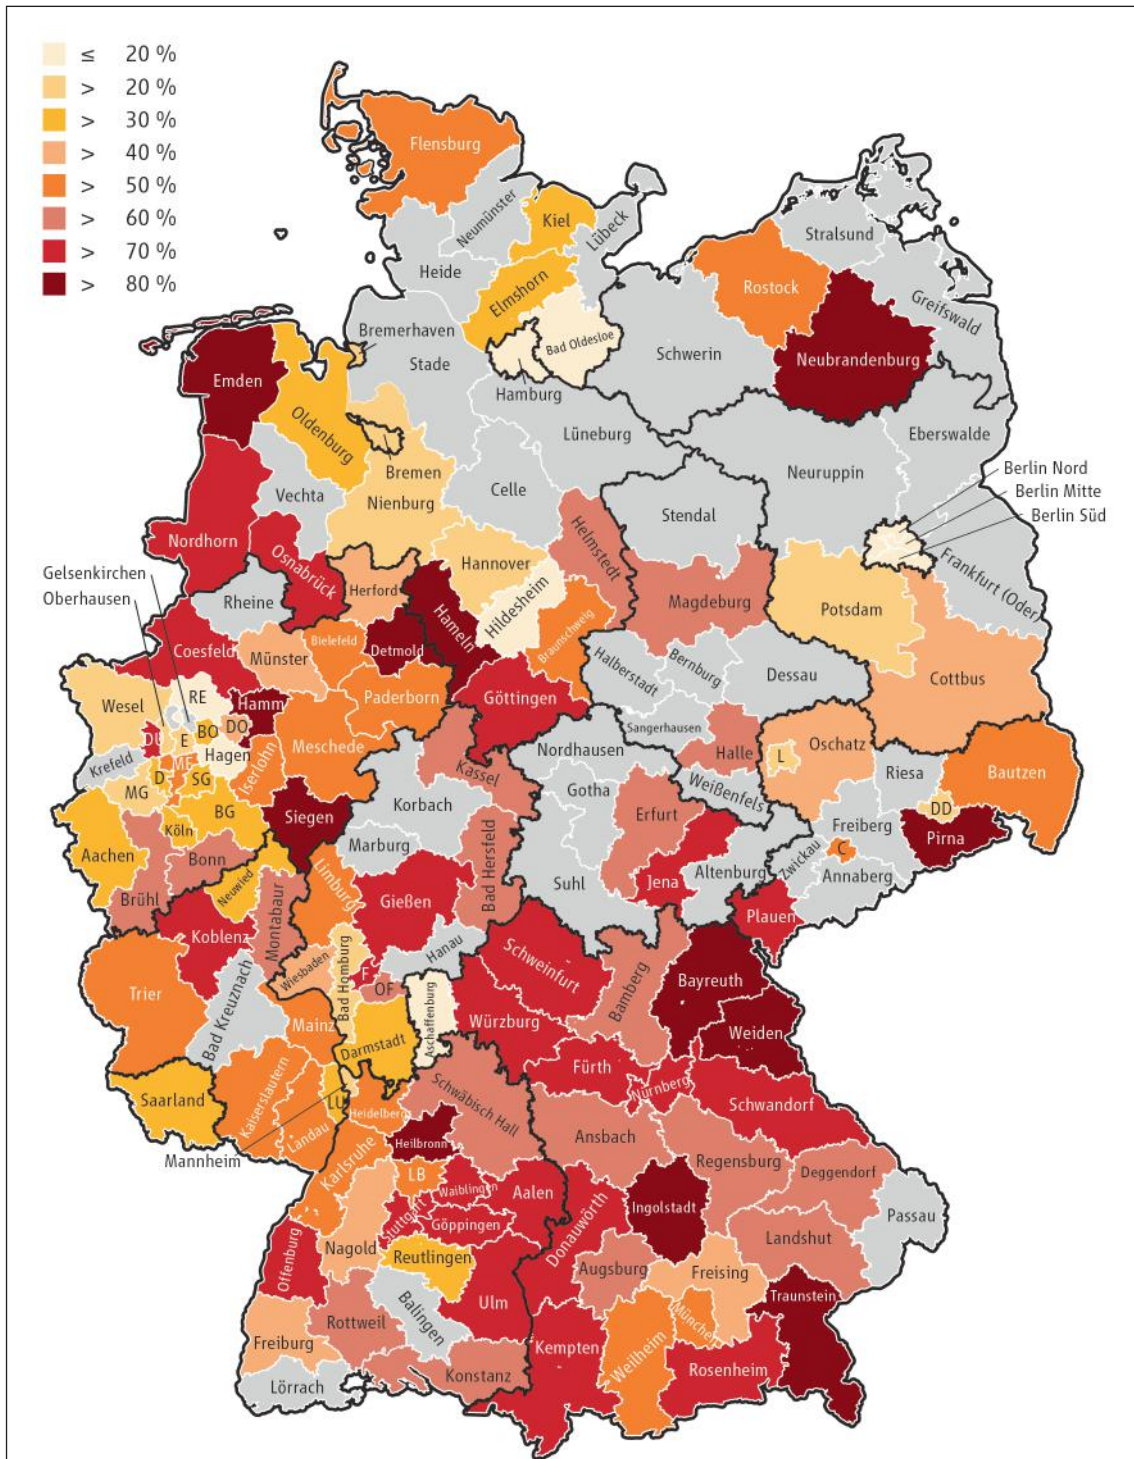 ≤ 20 %
> 20 %
> 30 %
> 40 %
> 50 %
> 60 %
> 70 %
> 80 %
Flensburg
Neumünster
Kiel
Lübeck
Stralsund
Heide
Elmshorn
Rostock
Greifswald
Bremerhaven
Bad Oldesloe
Stade
Schwerin
Neubrandenburg
Emden
Hamburg
Oldenburg
Lüneburg
Eberswalde
Bremen
Neuruppin
Berlin Nord
Vechta
Nienburg
Celle
Berlin Mitte
Stendal
Berlin Süd
Nordhorn
Osnabrück
Helmstedt
Hannover
Frankfurt (Oder)
Gelsenkirchen
Herford
Hameln
Hildesheim
Magdeburg
Potsdam
Oberhausen
Rheine
Coesfeld
Münster
Bielefeld
Detmold
Braunschweig
Halberstadt
Bernburg
Dessau
Cottbus
Wesel
RE
Hamm
Paderborn
Göttingen
DU
E
BO
DO
Meschede
Sangerhausen
Krefeld
ME
Hagen
Iserlohn
Nordhausen
Halle
Oschatz
L
Kassel
Riesa
Bautzen
MG
D
SG
Gotha
Weißenfels
Köln
BG
Siegen
Korbach
Erfurt
DD
Aachen
Bonn
Marburg
Freiberg
Pirna
Brühl
Neuwied
Limburg
Bad Hersfeld
Suhl
Jena
Altenburg
Zwickau
C
Annaberg
Gießen
Koblenz
Montabaur
Plauen
Hanau
Schweinfurt
Trier
Bad Kreuznach
Wiesbaden
Bad Homburg
F
OF
Aschaffenburg
Bamberg
Bayreuth
Mainz
Darmstadt
Würzburg
Weiden
Fürth
Nürnberg
Saarland
Kaiserslautern
Landau
LU
Heidelberg
Schwäbisch Hall
Schwandorf
Mannheim
Karlsruhe
Heilbronn
Ansbach
Regensburg
Deggendorf
LB
Waiblingen
Aalen
Ingolstadt
Passau
Stuttgart
Göppingen
Donauwörth
Landshut
Offenburg
Nagold
Reutlingen
Augsburg
Freising
Balingen
Ulm
Traunstein
Freiburg
Rottweil
München
Kempten
Weilheim
Rosenheim
Lörrach
Konstanz